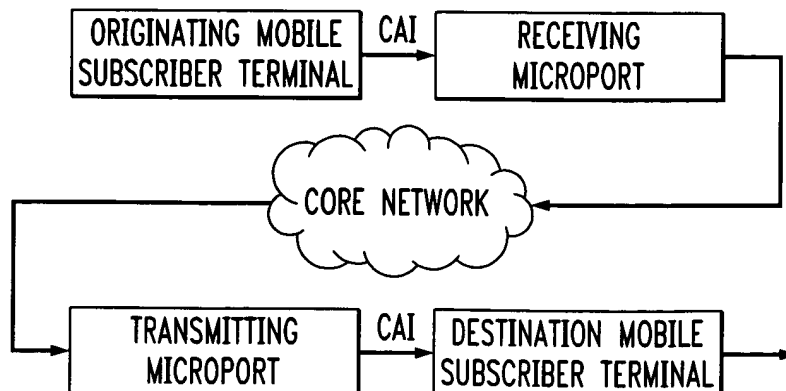 ORIGINATING MOBILE
SUBSCRIBER TERMINAL
CAI
RECEIVING
MICROPORT
CORE NETWORK
TRANSMITTING
MICROPORT
CAI
DESTINATION MOBILE
SUBSCRIBER TERMINAL